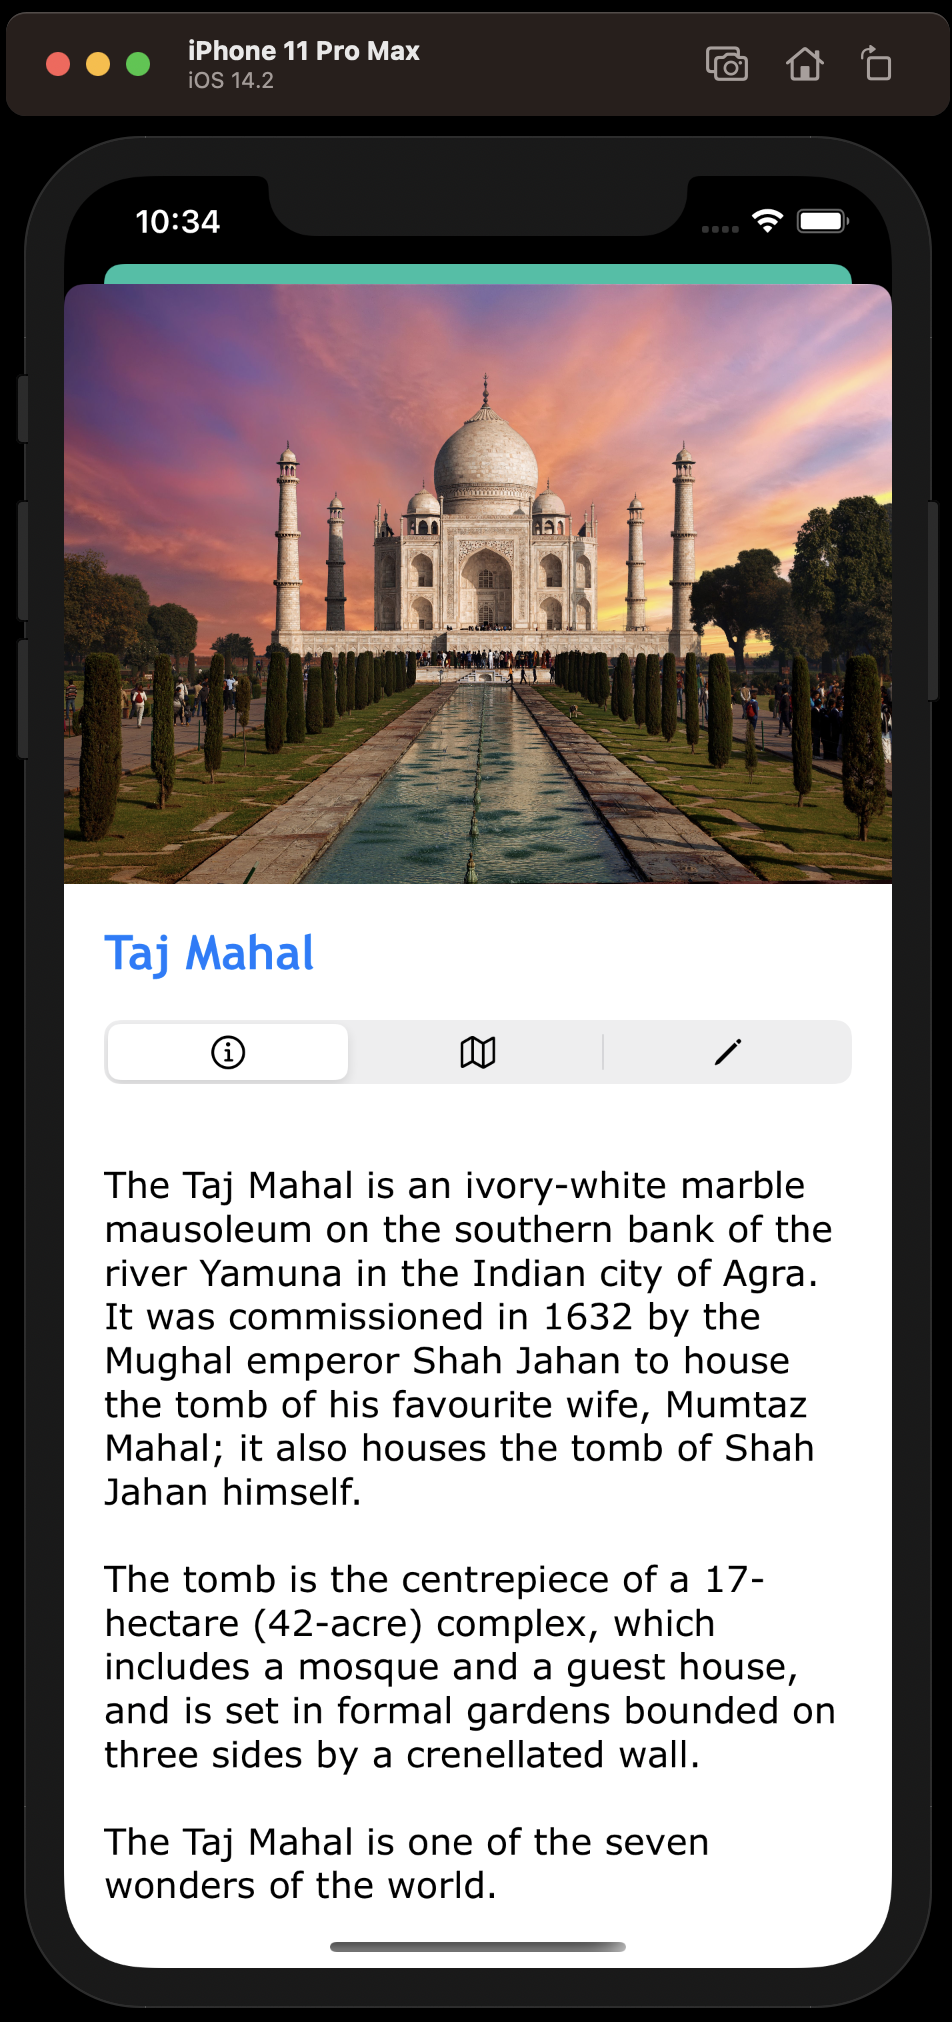 iPhone 11 Pro Max
iOS 14.2
10:34
Taj Mahal
The Taj Mahal is an ivory-white marble
mausoleum on the southern bank of the
river Yamuna in the Indian city of Agra.
It was commissioned in 1632 by the
Mughal emperor Shah Jahan to house
the tomb of his favourite wife, Mumtaz
Mahal; it also houses the tomb of Shah
Jahan himself.
The tomb is the centrepiece of a 17-
hectare (42-acre) complex, which
includes a mosque and a guest house,
and is set in formal gardens bounded on
three sides by a crenellated wall.
The Taj Mahal is one of the seven
wonders of the world.